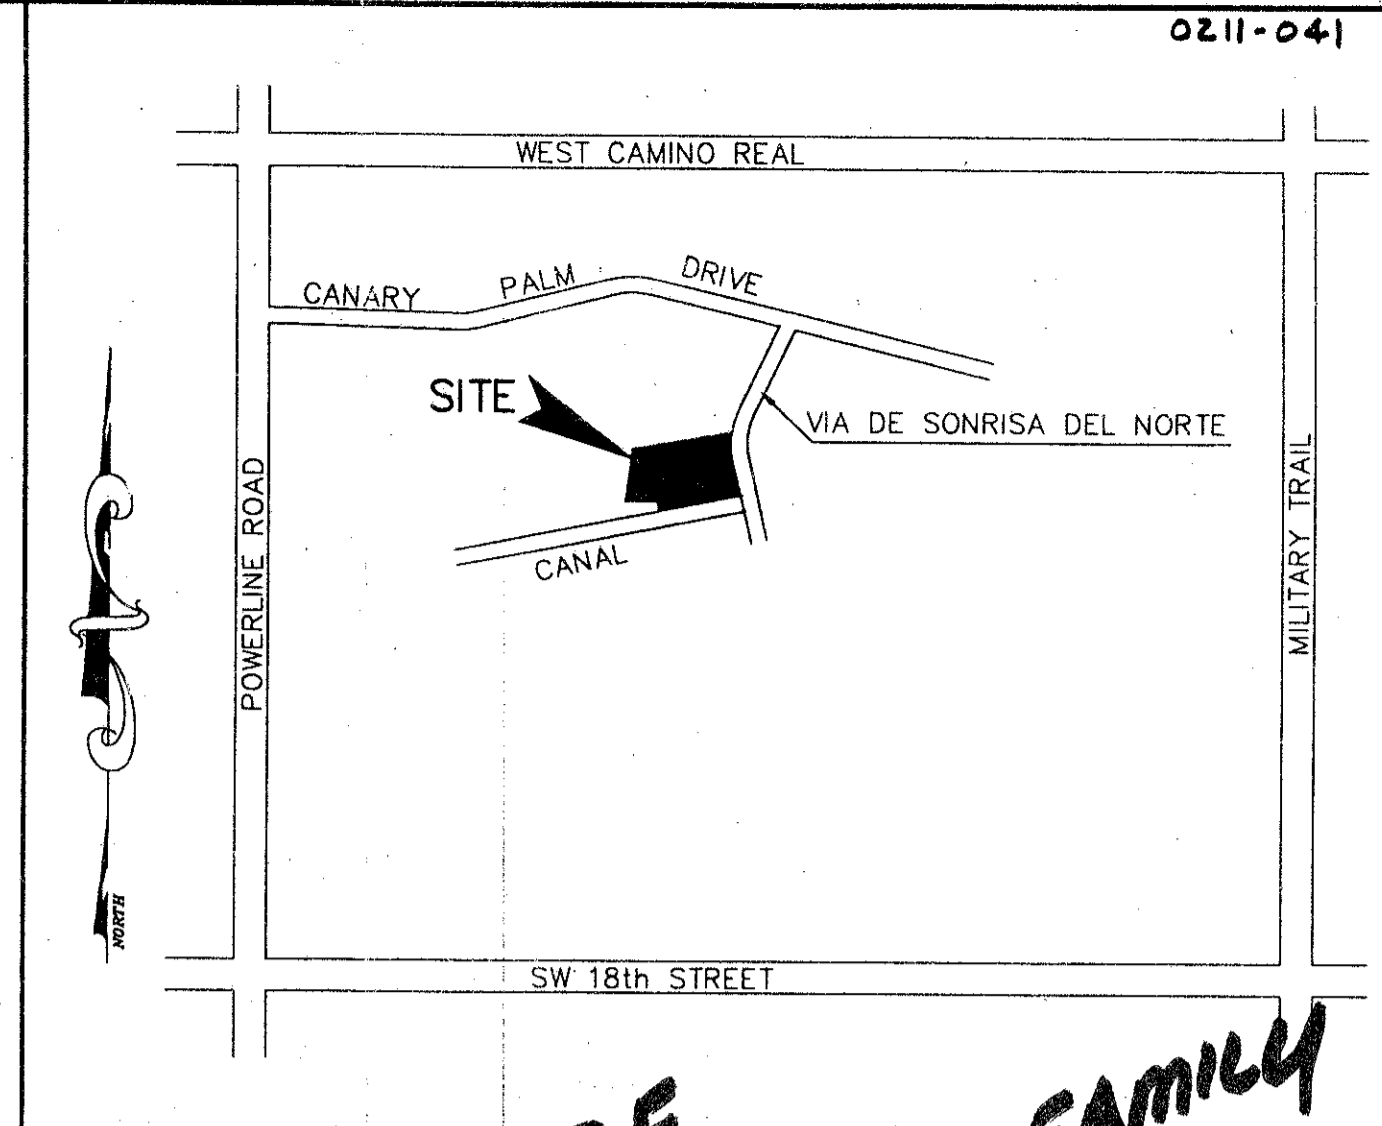 0211-041
WEST CAMINO REAL
CANARY PALM DRIVE
SITE
VIA DE SONRISA DEL NORTE
POWERLINE ROAD
MILITARY TRAIL
CANAL
NORTH
SW 18th STREET
FAMILY